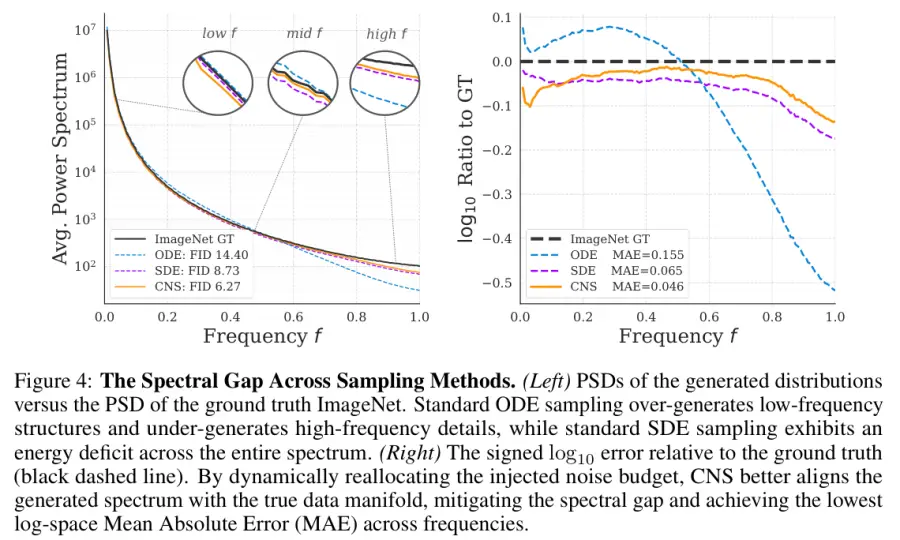 low f
mid f
high f
10^7
10^6
10^5
10^4
10^3
10^2
Avg. Power Spectrum
ImageNet GT
ODE: FID 14.40
SDE: FID 8.73
CNS: FID 6.27
0.0 0.2 0.4 0.6 0.8 1.0
Frequency f
0.1
0.0
−0.1
−0.2
−0.3
−0.4
−0.5
log10 Ratio to GT
ImageNet GT
ODE MAE=0.155
SDE MAE=0.065
CNS MAE=0.046
0.0 0.2 0.4 0.6 0.8 1.0
Frequency f
Figure 4: The Spectral Gap Across Sampling Methods. (Left) PSDs of the generated distributions
versus the PSD of the ground truth ImageNet. Standard ODE sampling over-generates low-frequency
structures and under-generates high-frequency details, while standard SDE sampling exhibits an
energy deficit across the entire spectrum. (Right) The signed log10 error relative to the ground truth
(black dashed line). By dynamically reallocating the injected noise budget, CNS better aligns the
generated spectrum with the true data manifold, mitigating the spectral gap and achieving the lowest
log-space Mean Absolute Error (MAE) across frequencies.